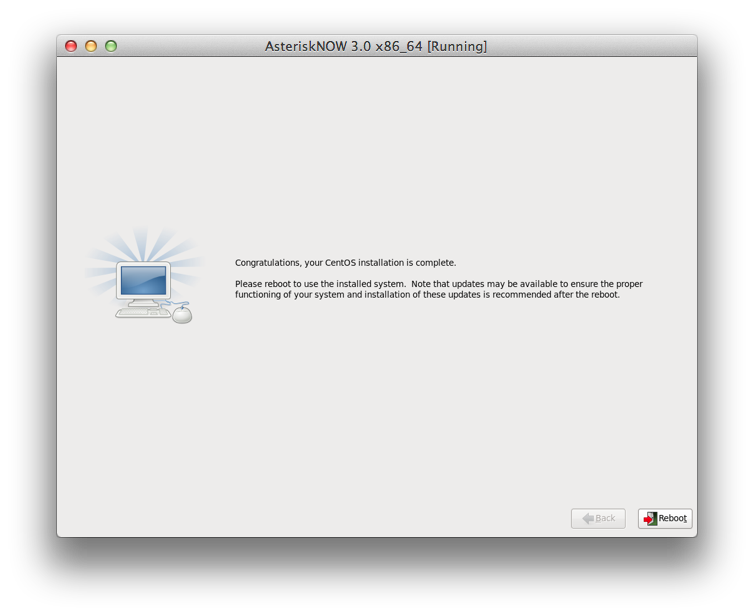 AsteriskNOW 3.0 x86_64 [Running]
Congratulations, your CentOS installation is complete.
Please reboot to use the installed system.  Note that updates may be available to ensure the proper
functioning of your system and installation of these updates is recommended after the reboot.
Back
Reboot